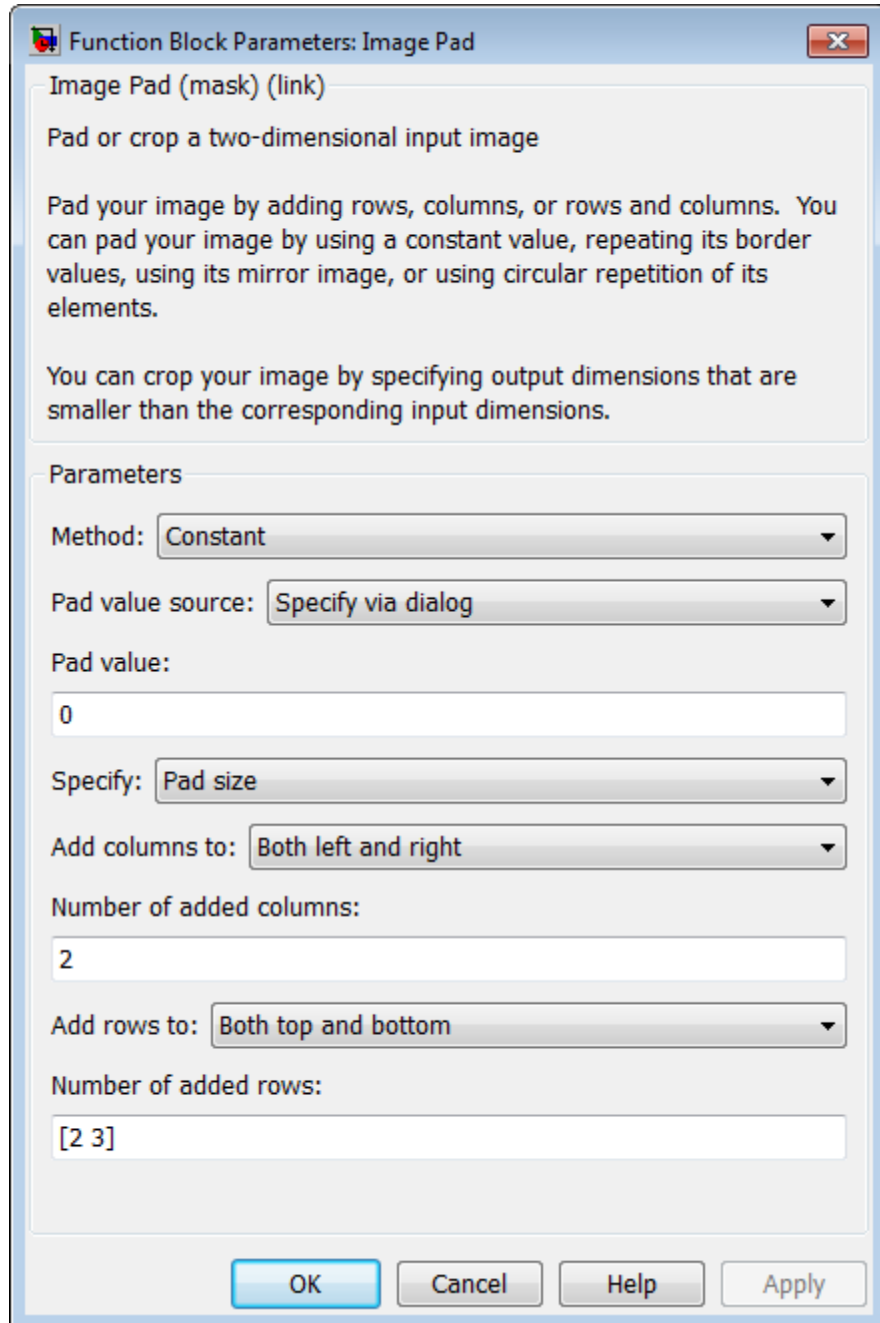 Function Block Parameters: Image Pad
Image Pad (mask) (link)
Pad or crop a two-dimensional input image
Pad your image by adding rows, columns, or rows and columns.  You
can pad your image by using a constant value, repeating its border
values, using its mirror image, or using circular repetition of its
elements.
You can crop your image by specifying output dimensions that are
smaller than the corresponding input dimensions.
Parameters
Method: Constant
Pad value source: Specify via dialog
Pad value:
0
Specify: Pad size
Add columns to: Both left and right
Number of added columns:
2
Add rows to: Both top and bottom
Number of added rows:
[2 3]
OK Cancel Help Apply